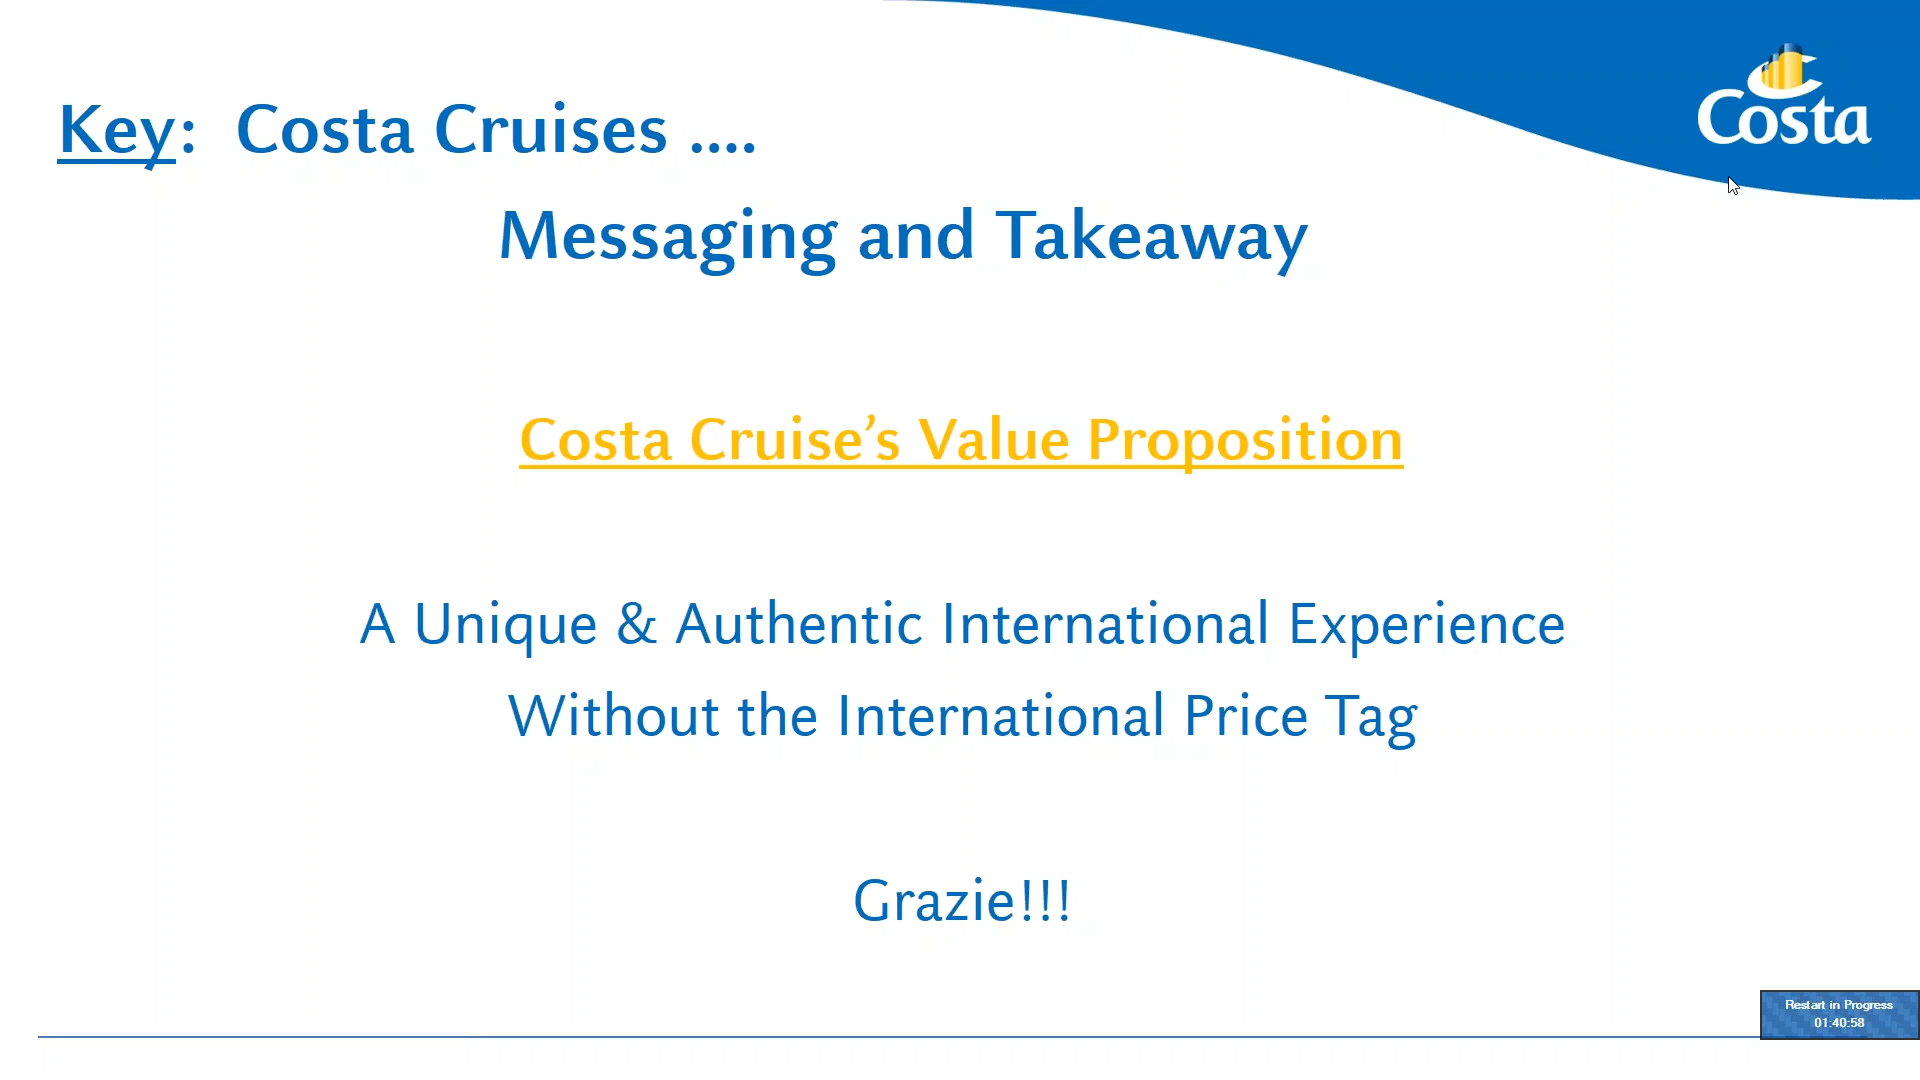 Costa
Key:  Costa Cruises ....
Messaging and Takeaway
Costa Cruise’s Value Proposition
A Unique & Authentic International Experience
Without the International Price Tag
Grazie!!!
Restart in Progress
01:40:58